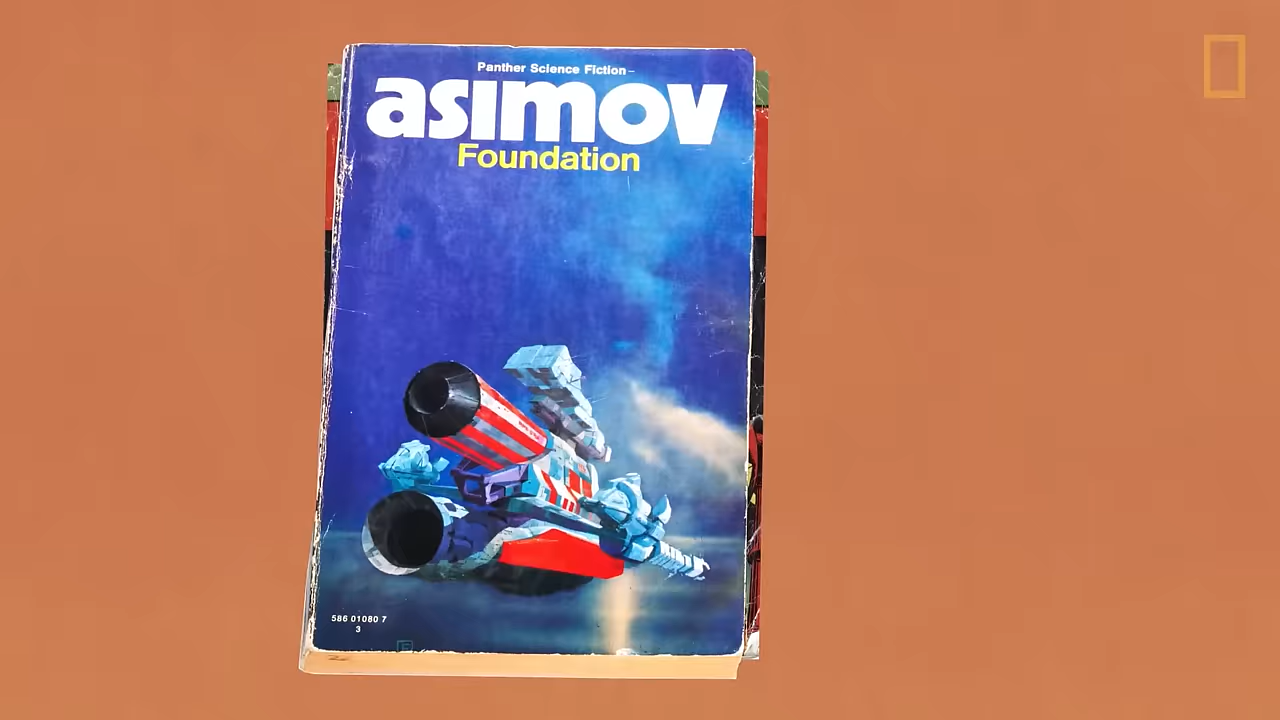 Panther Science Fiction
asimov
Foundation
586 01080 7
3